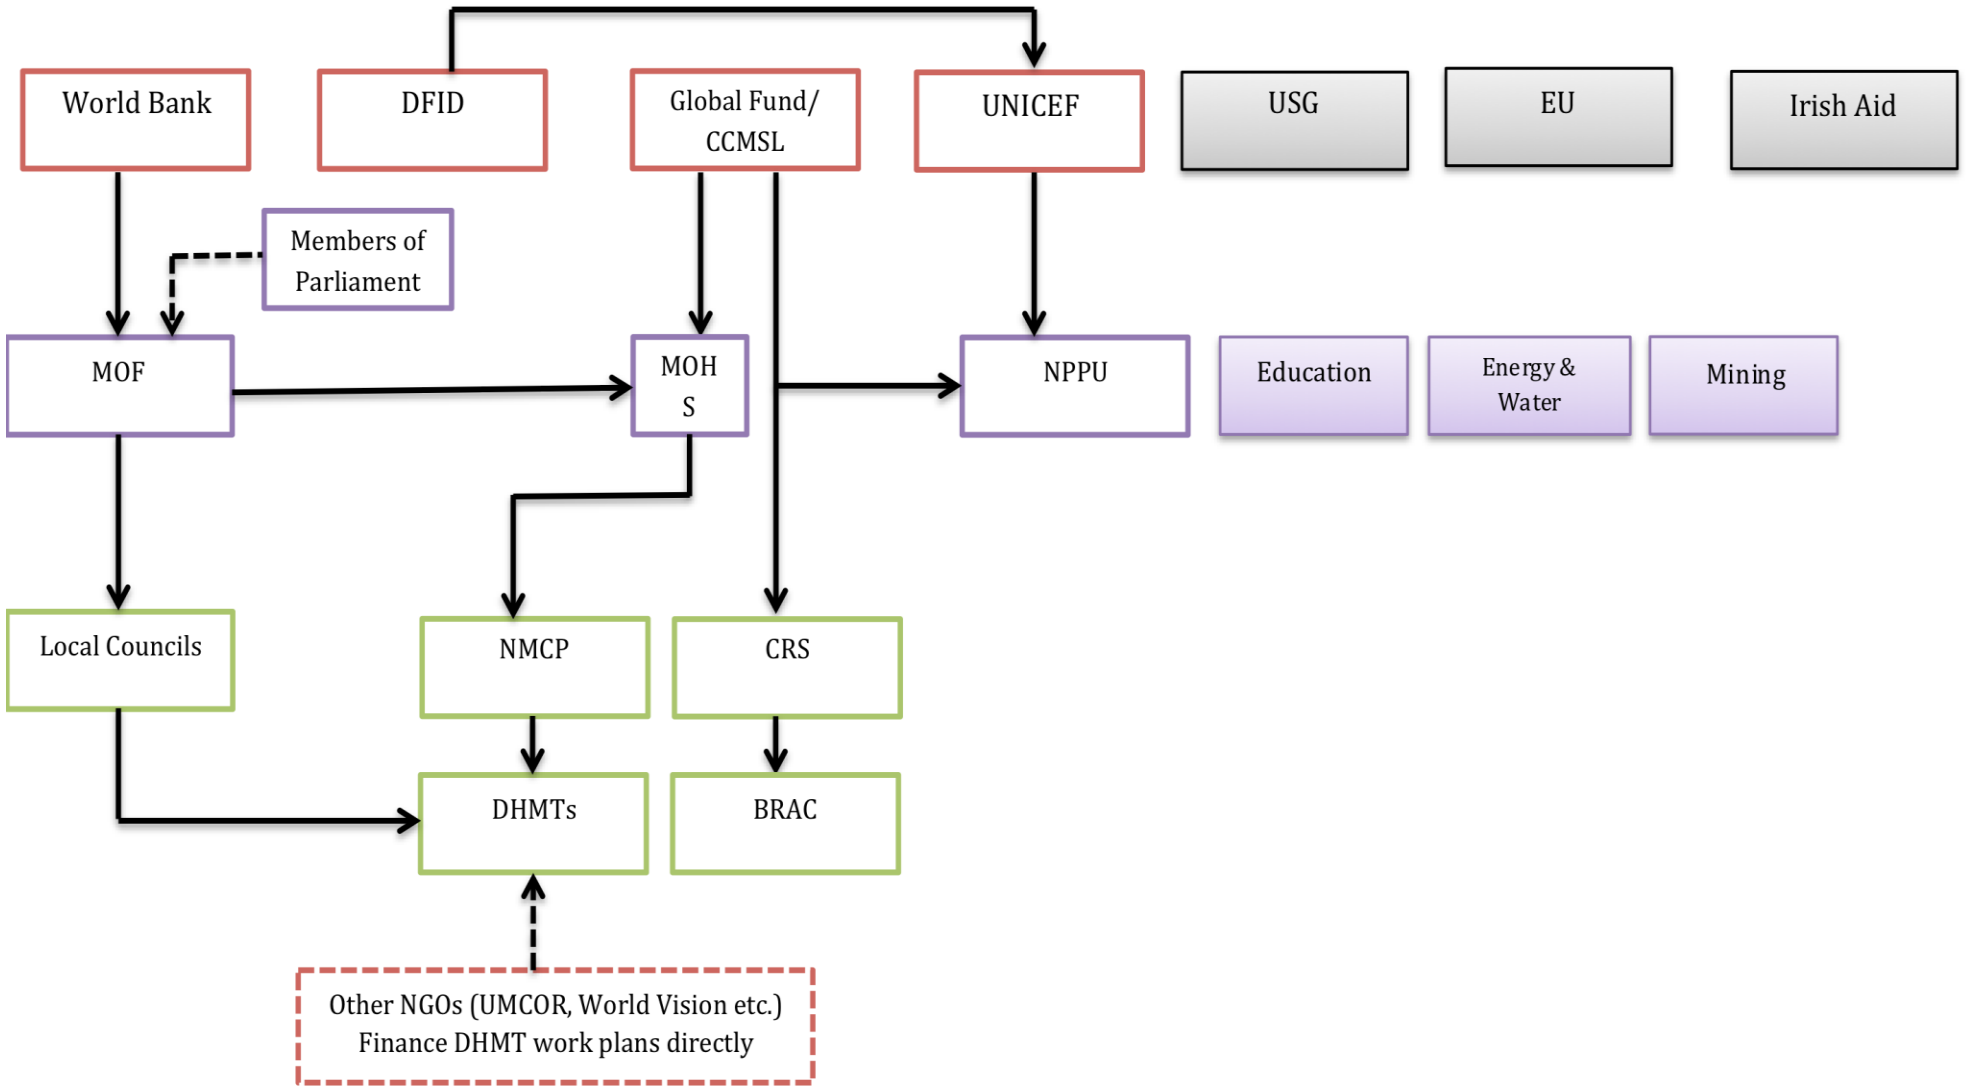 World Bank
DFID
Global Fund/
CCMSL
UNICEF
USG
EU
Irish Aid
Members of
Parliament
MOF
MOH
S
NPPU
Education
Energy &
Water
Mining
Local Councils
NMCP
CRS
DHMTs
BRAC
Other NGOs (UMCOR, World Vision etc.)
Finance DHMT work plans directly